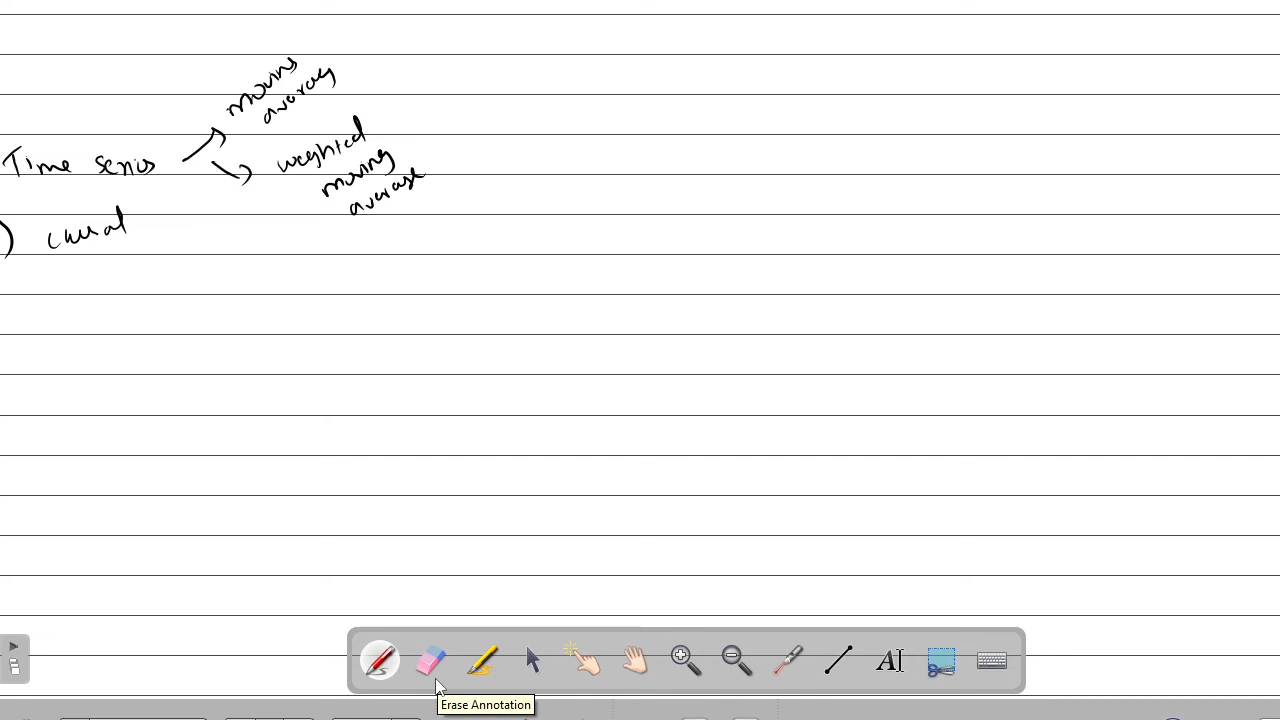 moving
average
Time series
weighted
moving
average
) causal
Erase Annotation